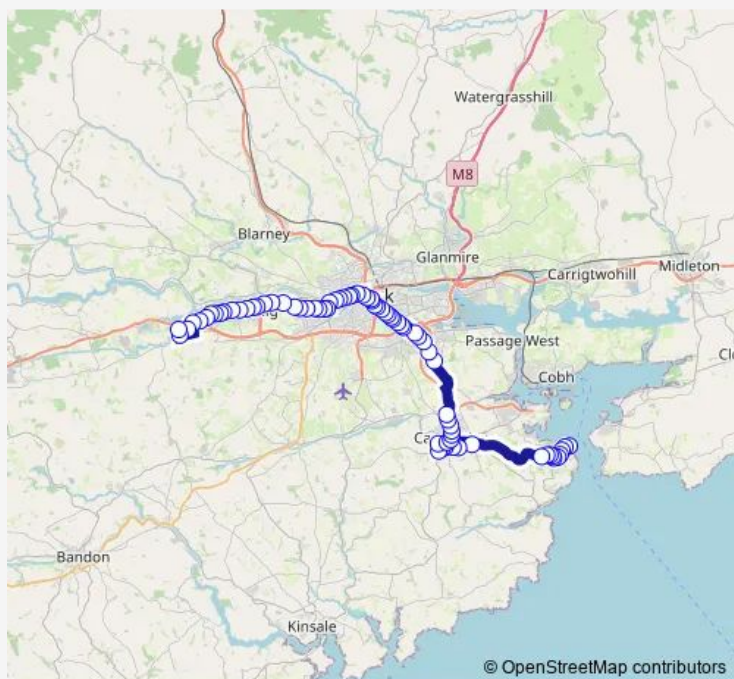 Watergrasshill
M8
Blarney
Glanmire
Carrigtwohill
Midleton
k
Passage West
Cobh
Bandon
Kinsale
© OpenStreetMap contributors